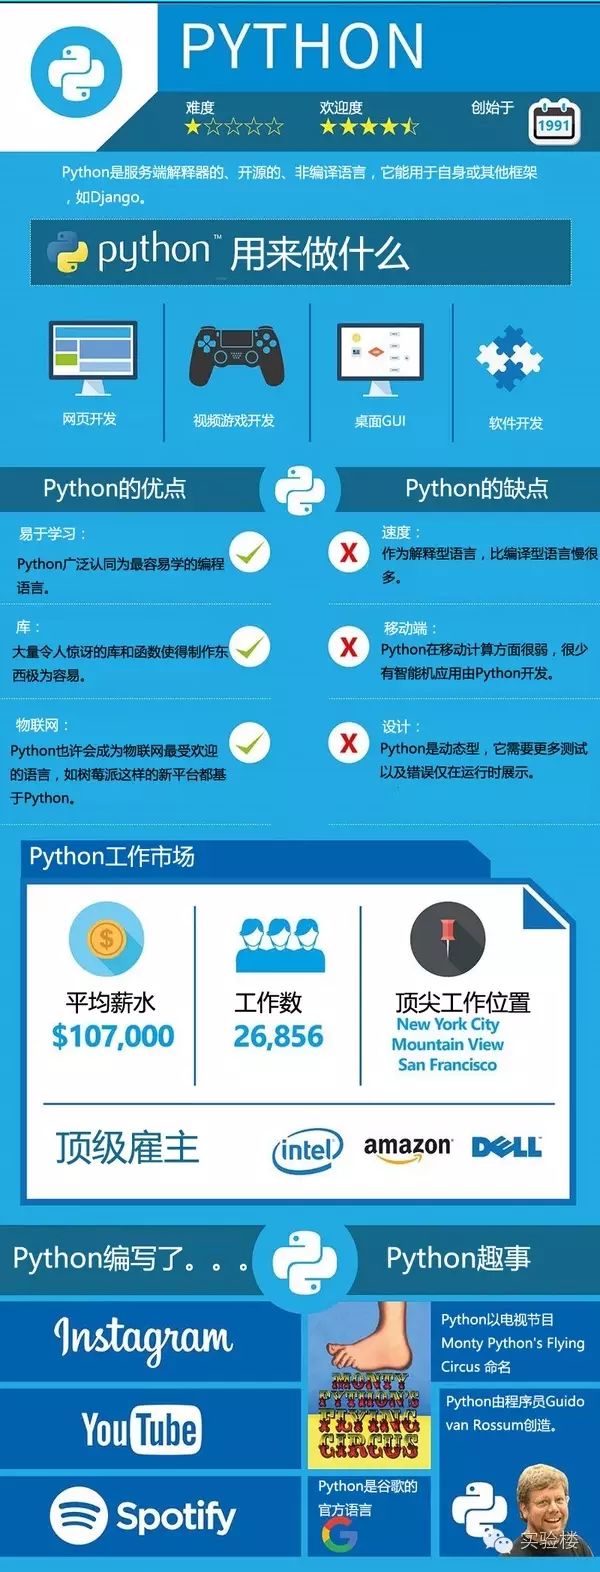 PYTHON
难度
欢迎度
创始于
1991
Python是服务端解释器的、开源的、非编译语言，它能用于自身或其他框架
，如Django。
python™ 用来做什么
网页开发
视频游戏开发
桌面GUI
软件开发
Python的优点
Python的缺点
易于学习：
Python广泛认同为最容易学的编程
语言。
速度：
作为解释型语言，比编译型语言慢很
多。
库：
大量令人惊讶的库和函数使得制作东
西极为容易。
移动端：
Python在移动计算方面很弱，很少
有智能机应用由Python开发。
物联网：
Python也许会成为物联网最受欢迎
的语言，如树莓派这样的新平台都基
于Python。
设计：
Python是动态型，它需要更多测试
以及错误仅在运行时展示。
Python工作市场
平均薪水
$107,000
工作数
26,856
顶尖工作位置
New York City
Mountain View
San Francisco
顶级雇主
intel
amazon
DELL
Python编写了。。。
Python趣事
Instagram
YouTube
Spotify
MONTY
PYTHON'S
FLYING
CIRCUS
Python以电视节目
Monty Python's Flying
Circus 命名
Python由程序员Guido
van Rossum创造。
Python是谷歌的
官方语言
实验楼